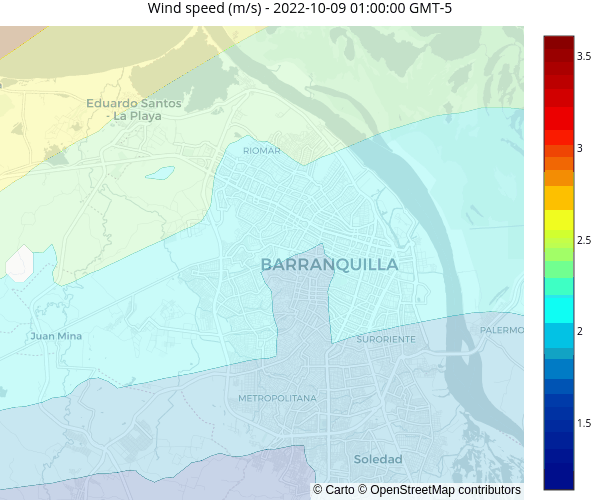 Wind speed (m/s) - 2022-10-09 01:00:00 GMT-5
3.5
Eduardo Santos
- La Playa
RIOMAR
3
2.5
BARRANQUILLA
Juan Mina
SURORIENTE
PALERMO
2
METROPOLITANA
1.5
Soledad
© Carto © OpenStreetMap contributors